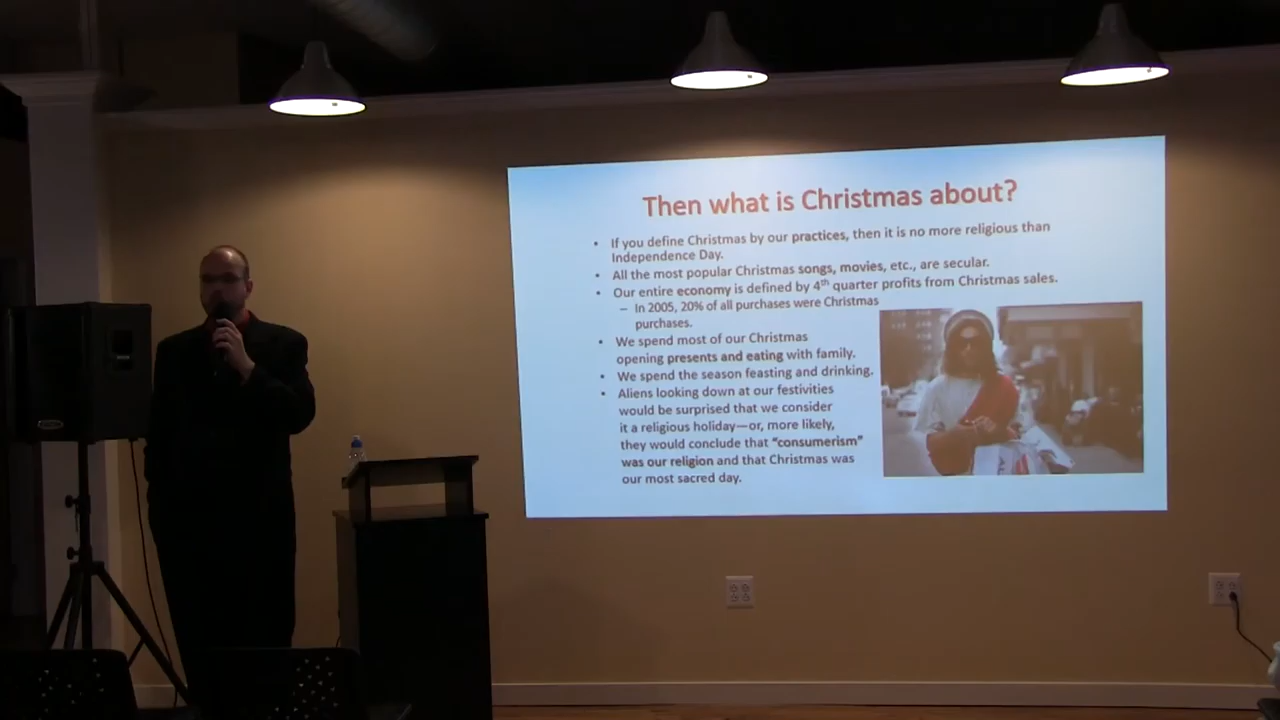 Then what is Christmas about?
• If you define Christmas by our practices, then it is no more religious than
Independence Day.
• All the most popular Christmas songs, movies, etc., are secular.
• Our entire economy is defined by 4th quarter profits from Christmas sales.
– In 2005, 20% of all purchases were Christmas
purchases.
• We spend most of our Christmas
opening presents and eating with family.
• We spend the season feasting and drinking.
• Aliens looking down at our festivities
would be surprised that we consider
it a religious holiday—or, more likely,
they would conclude that "consumerism"
was our religion and that Christmas was
our most sacred day.